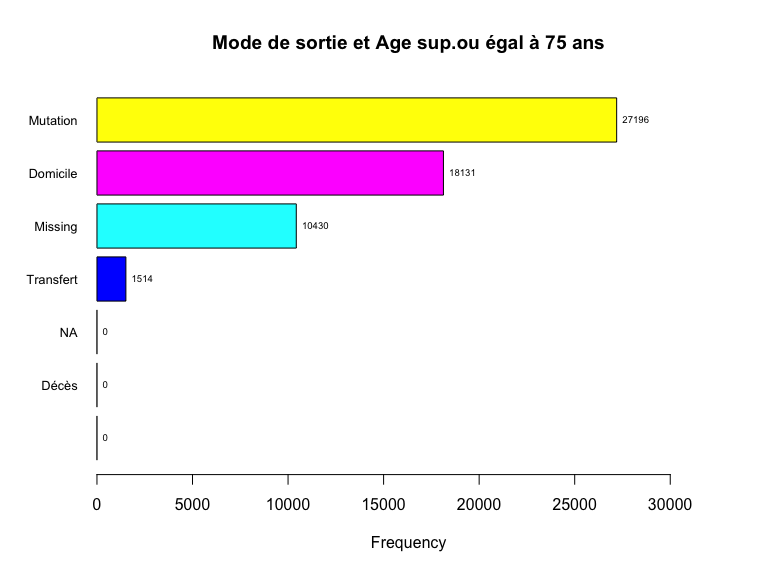 Mode de sortie et Age sup.ou égal à 75 ans
Mutation 27196
Domicile 18131
Missing 10430
Transfert 1514
NA 0
Décès 0
0
0 5000 10000 15000 20000 25000 30000
Frequency